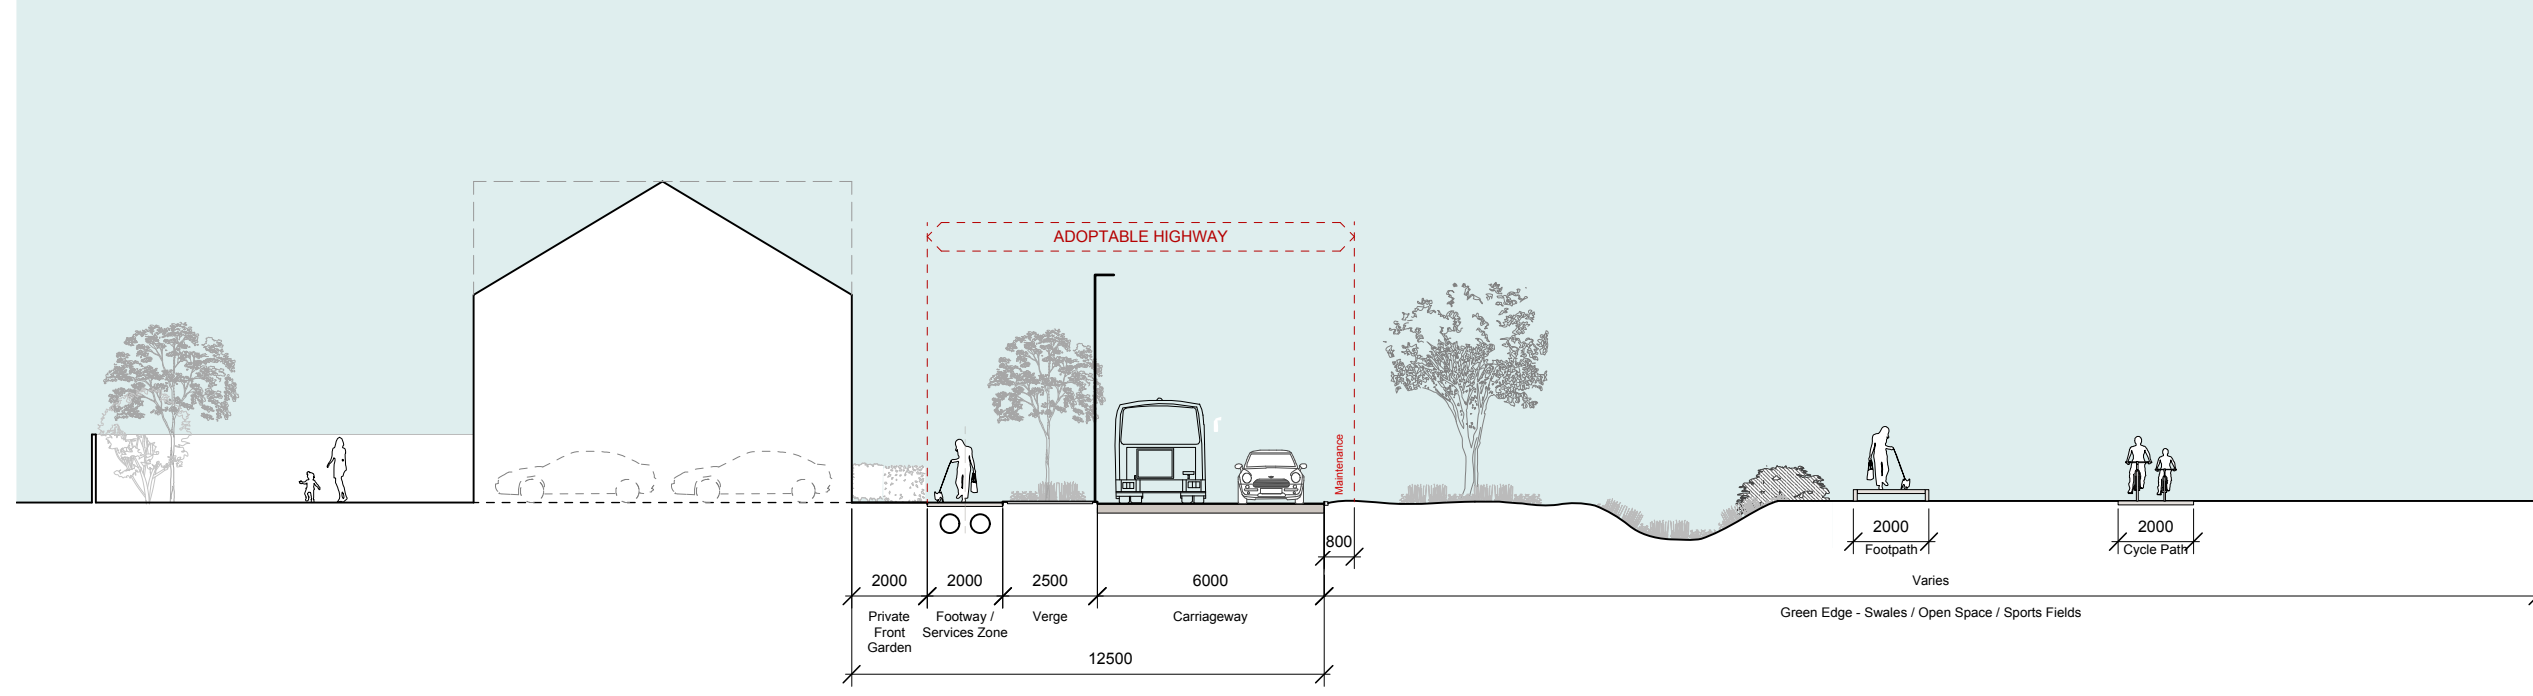 ADOPTABLE HIGHWAY
r
Maintenance
800
2000
Footpath
2000
Cycle Path
2000
2000
2500
6000
Varies
Private
Front
Garden
Footway /
Services Zone
Verge
Carriageway
Green Edge - Swales / Open Space / Sports Fields
12500